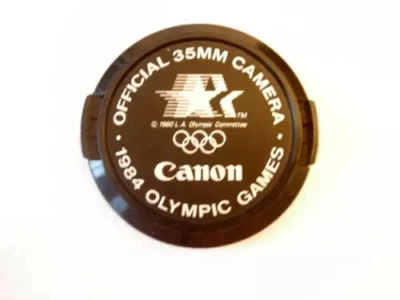 • OFFICIAL 35MM CAMERA •
TM
© 1980 L.A. Olympic Committee
Canon
1984 OLYMPIC GAMES